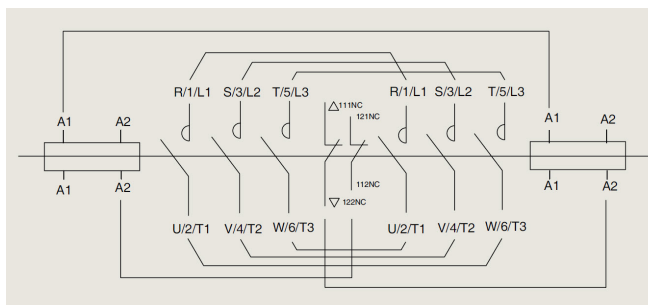 R/1/L1 S/3/L2 T/5/L3 R/1/L1 S/3/L2 T/5/L3
111NC
121NC
A1 A2 A1 A2
A1 A2 A1 A2
112NC
122NC
U/2/T1 V/4/T2 W/6/T3 U/2/T1 V/4/T2 W/6/T3